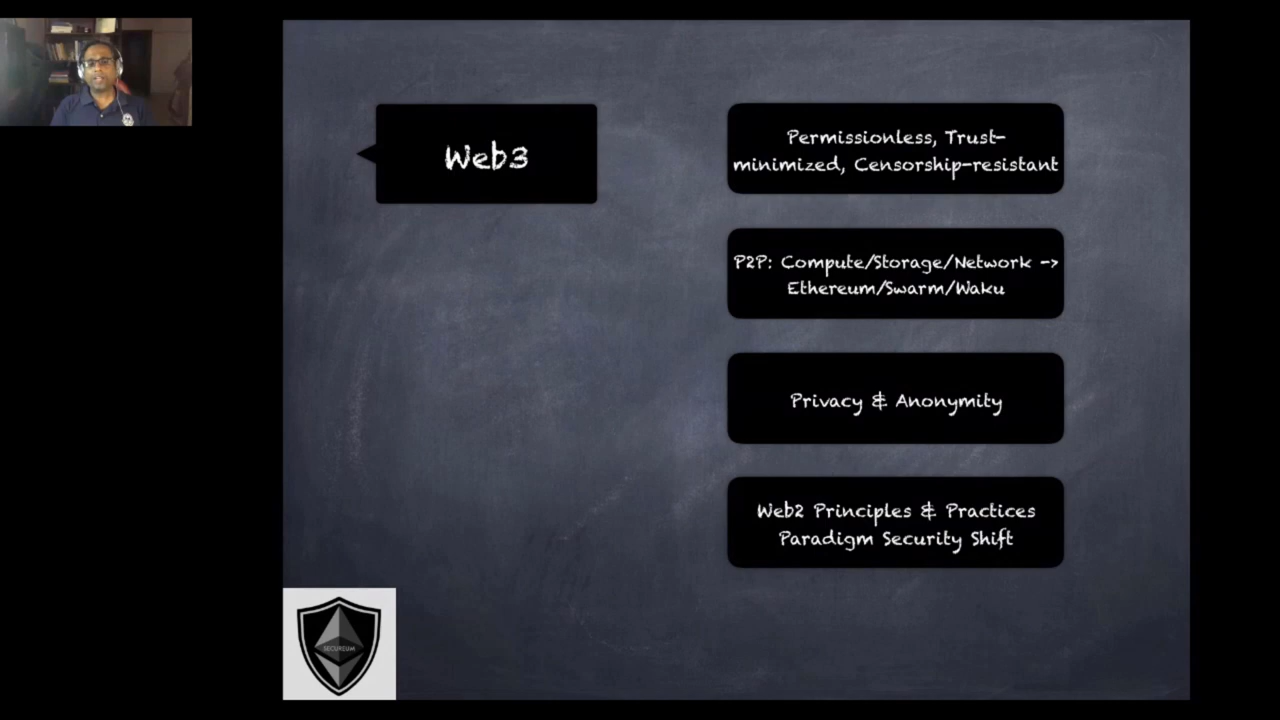 Web3
Permissionless, Trust-
minimized, Censorship-resistant
P2P: Compute/Storage/Network ->
Ethereum/Swarm/Waku
Privacy & Anonymity
Web2 Principles & Practices
Paradigm Security Shift
SECUREUM